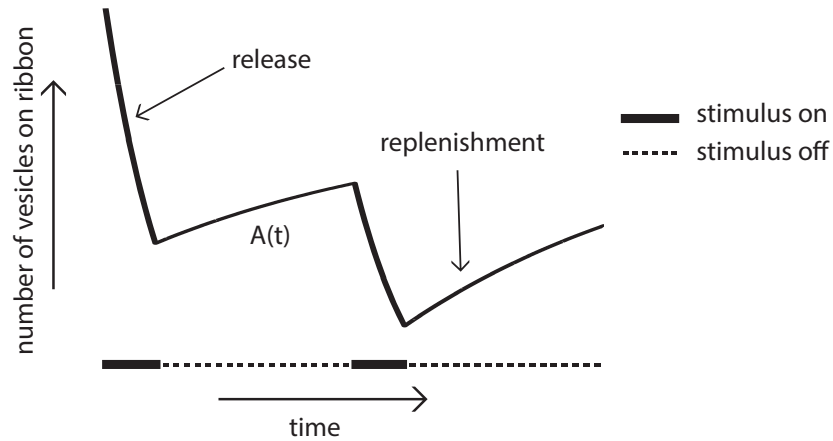 number of vesicles on ribbon
release
replenishment
A(t)
stimulus on
stimulus off
time